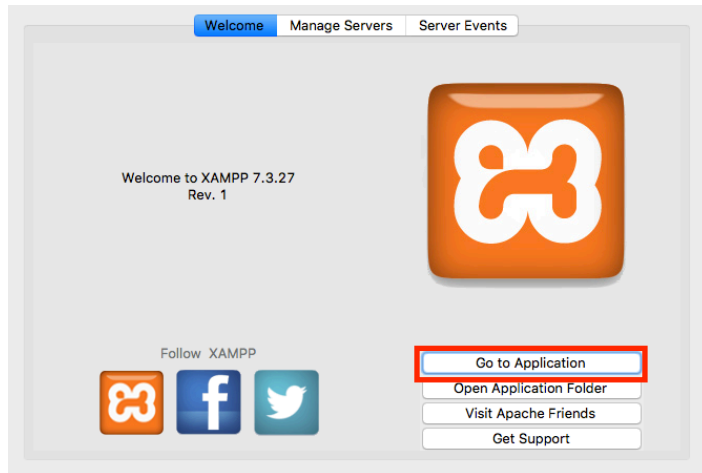 Welcome
Manage Servers
Server Events
Welcome to XAMPP 7.3.27
Rev. 1
Follow XAMPP
Go to Application
Open Application Folder
Visit Apache Friends
Get Support